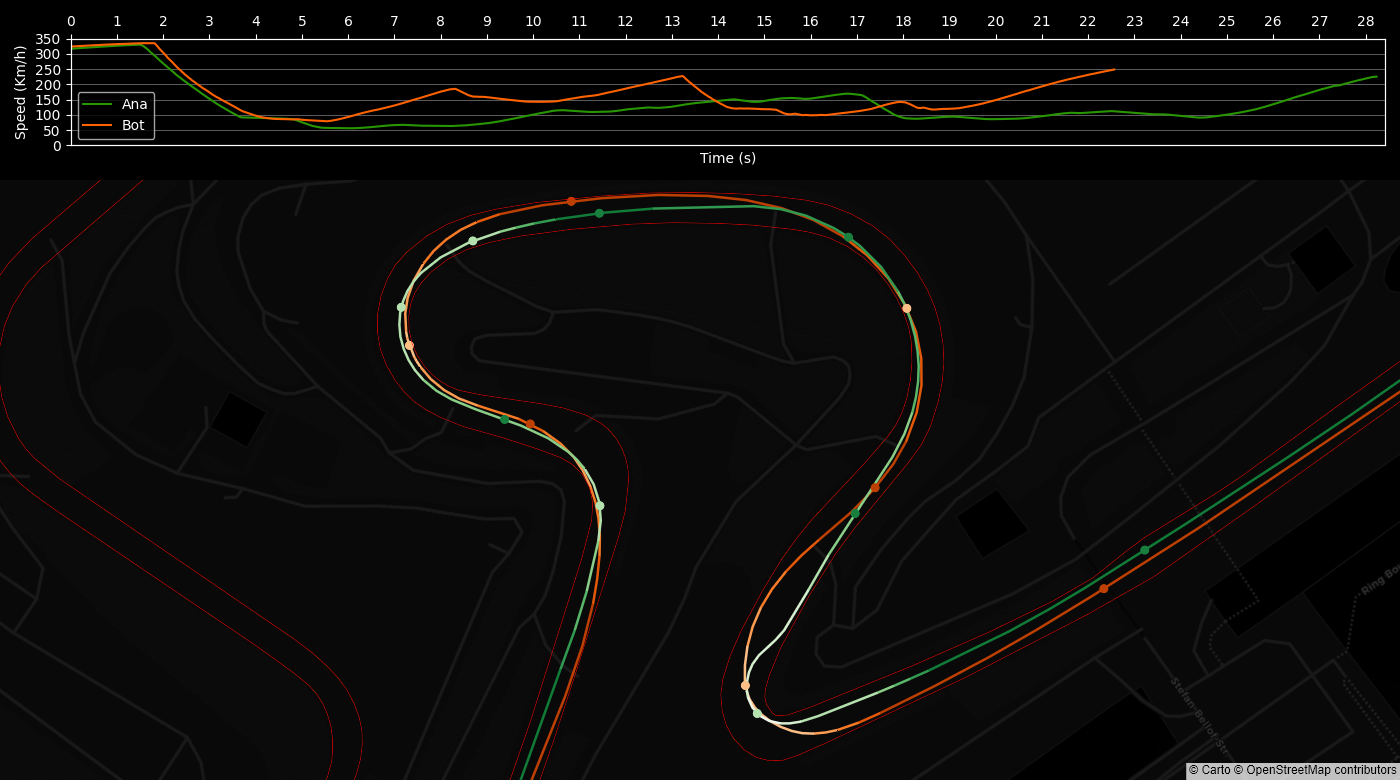 0 1 2 3 4 5 6 7 8 9 10 11 12 13 14 15 16 17 18 19 20 21 22 23 24 25 26 27 28
350
300
250
200
150
100
50
0
Speed (Km/h)
Ana
Bot
Time (s)
Ring Bo
Stefan-Bellof-Str
© Carto © OpenStreetMap contributors